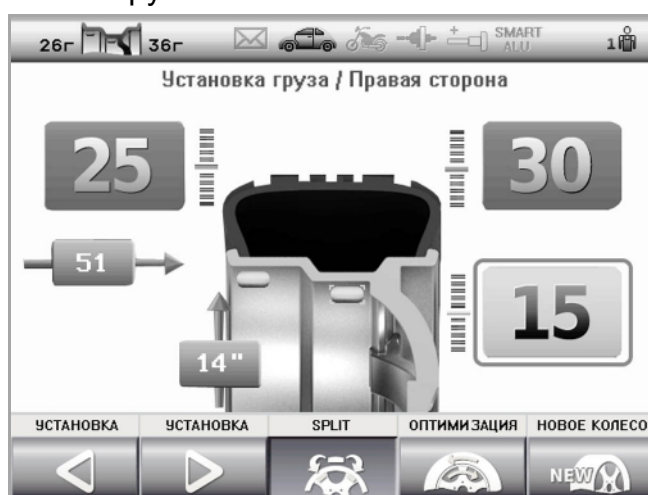 26г 36г SMART ALU 1
Установка груза / Правая сторона
25 30
51
15
14"
УСТАНОВКА УСТАНОВКА SPLIT ОПТИМИЗАЦИЯ НОВОЕ КОЛЕСО
NEW